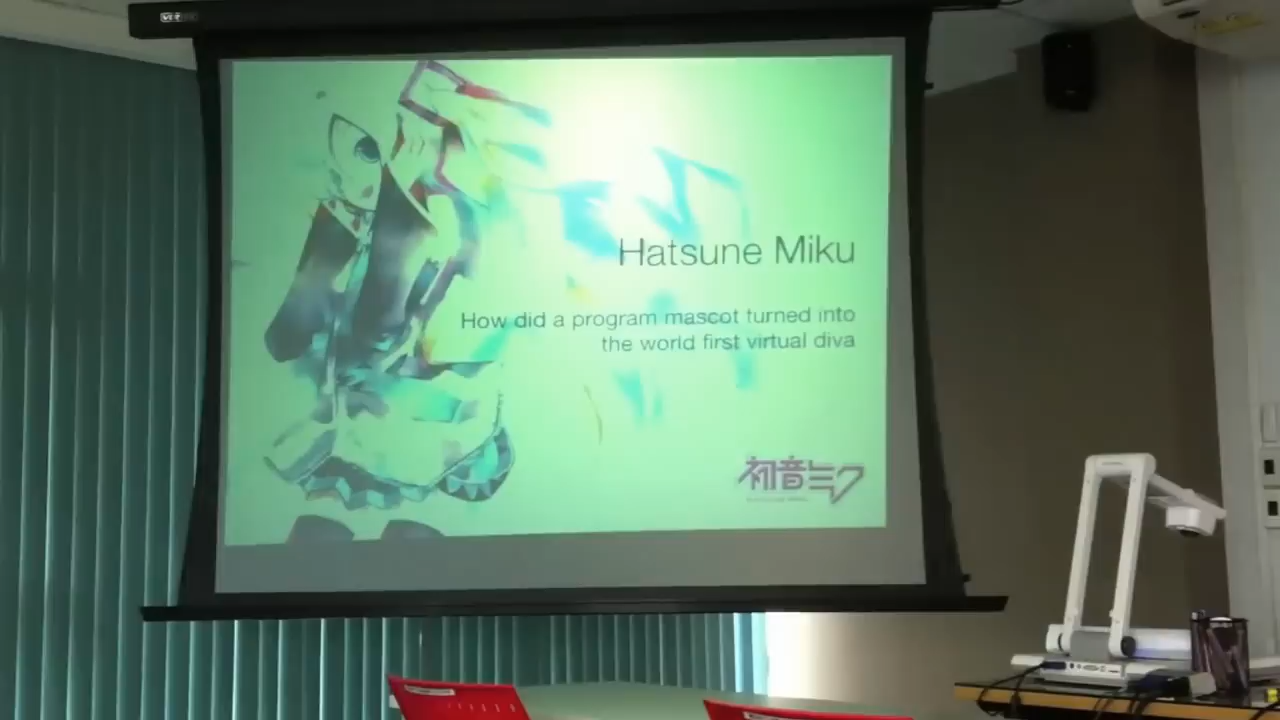 Hatsune Miku
How did a program mascot turned into
the world first virtual diva
初音ミク